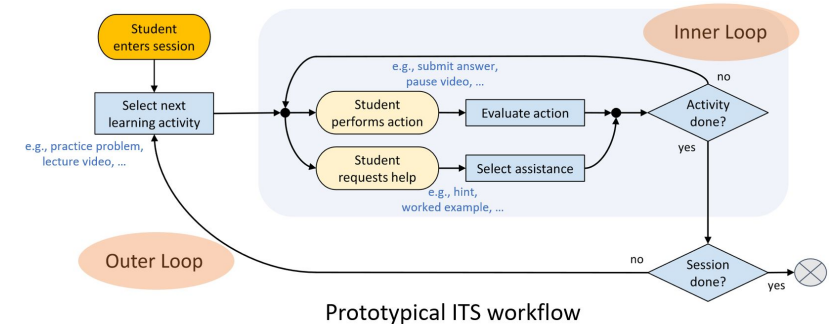 Student
enters session
Inner Loop
e.g., submit answer,
pause video, ...
no
Select next
learning activity
Student
performs action
Evaluate action
Activity
done?
e.g., practice problem,
lecture video, ...
yes
Student
requests help
Select assistance
e.g., hint,
worked example, ...
Outer Loop
no
Session
done?
yes
Prototypical ITS workflow